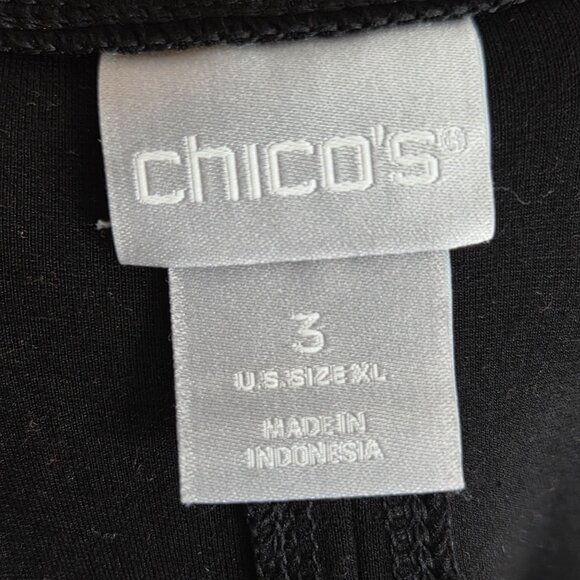 chico's®
3
U.S. SIZE XL
MADE IN
INDONESIA